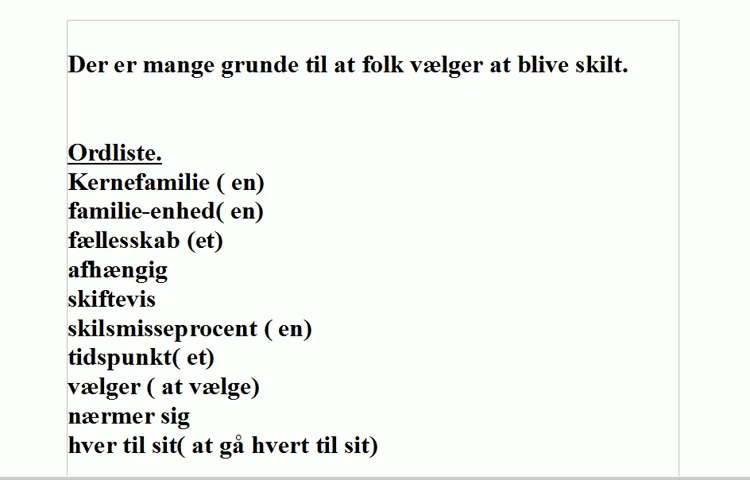 Der er mange grunde til at folk vælger at blive skilt.
Ordliste.
Kernefamilie ( en)
familie-enhed( en)
fællesskab (et)
afhængig
skiftevis
skilsmisseprocent ( en)
tidspunkt( et)
vælger ( at vælge)
nærmer sig
hver til sit( at gå hvert til sit)